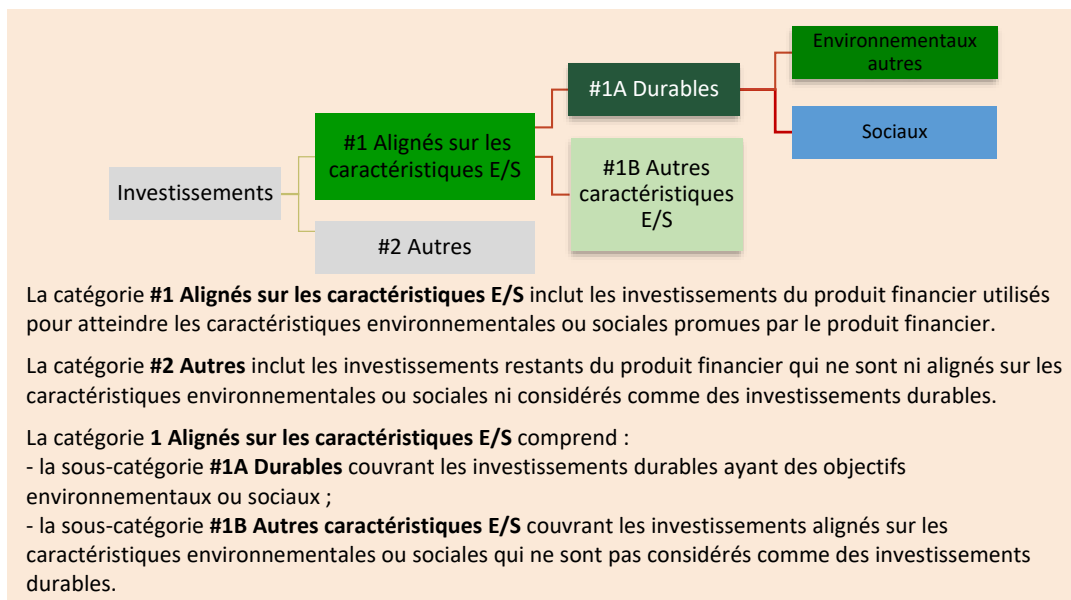 Environnementaux
autres
#1A Durables
Sociaux
#1 Alignés sur les
caractéristiques E/S
#1B Autres
caractéristiques
E/S
Investissements
#2 Autres
La catégorie #1 Alignés sur les caractéristiques E/S inclut les investissements du produit financier utilisés
pour atteindre les caractéristiques environnementales ou sociales promues par le produit financier.
La catégorie #2 Autres inclut les investissements restants du produit financier qui ne sont ni alignés sur les
caractéristiques environnementales ou sociales ni considérés comme des investissements durables.
La catégorie 1 Alignés sur les caractéristiques E/S comprend :
- la sous-catégorie #1A Durables couvrant les investissements durables ayant des objectifs
environnementaux ou sociaux ;
- la sous-catégorie #1B Autres caractéristiques E/S couvrant les investissements alignés sur les
caractéristiques environnementales ou sociales qui ne sont pas considérés comme des investissements
durables.